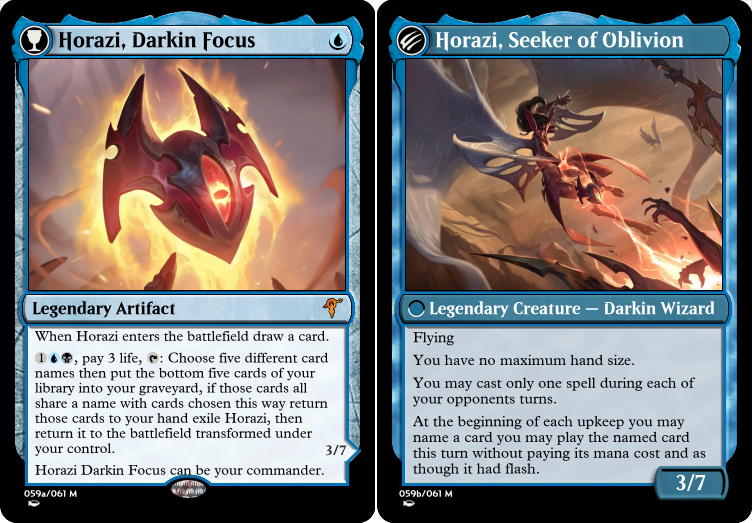 Horazi, Darkin Focus
Legendary Artifact
When Horazi enters the battlefield draw a card.
1, pay 3 life, : Choose five different card
names then put the bottom five cards of your
library into your graveyard, if those cards all
share a name with cards chosen this way return
those cards to your hand exile Horazi, then
return it to the battlefield transformed under
your control.
3/7
Horazi Darkin Focus can be your commander.
059a/061 M
Horazi, Seeker of Oblivion
Legendary Creature — Darkin Wizard
Flying
You have no maximum hand size.
You may cast only one spell during each of
your opponents turns.
At the beginning of each upkeep you may
name a card you may play the named card
this turn without paying its mana cost and as
though it had flash.
3/7
059b/061 M